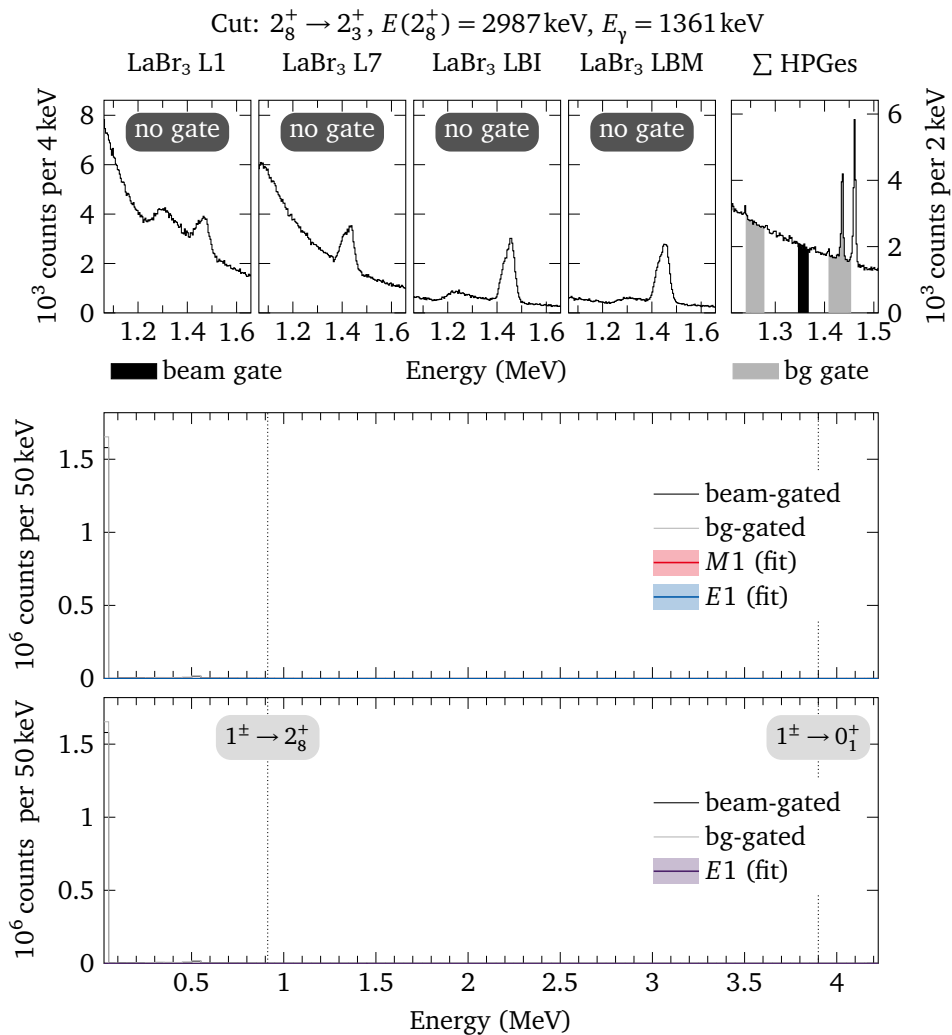 Cut: 2₈⁺ → 2₃⁺, E(2₈⁺) = 2987 keV, E_γ = 1361 keV
LaBr₃ L1 LaBr₃ L7 LaBr₃ LBI LaBr₃ LBM ∑ HPGes
no gate no gate no gate no gate
10³ counts per 4 keV
0 2 4 6 8
10³ counts per 2 keV
0 2 4 6
1.2 1.4 1.6 1.2 1.4 1.6 1.2 1.4 1.6 1.2 1.4 1.6 1.3 1.4 1.5
beam gate Energy (MeV) bg gate
10⁶ counts per 50 keV
0 0.5 1 1.5
beam-gated
bg-gated
M1 (fit)
E1 (fit)
10⁶ counts per 50 keV
0 0.5 1 1.5
1^± → 2₈⁺ 1^± → 0₁⁺
beam-gated
bg-gated
E1 (fit)
0.5 1 1.5 2 2.5 3 3.5 4
Energy (MeV)